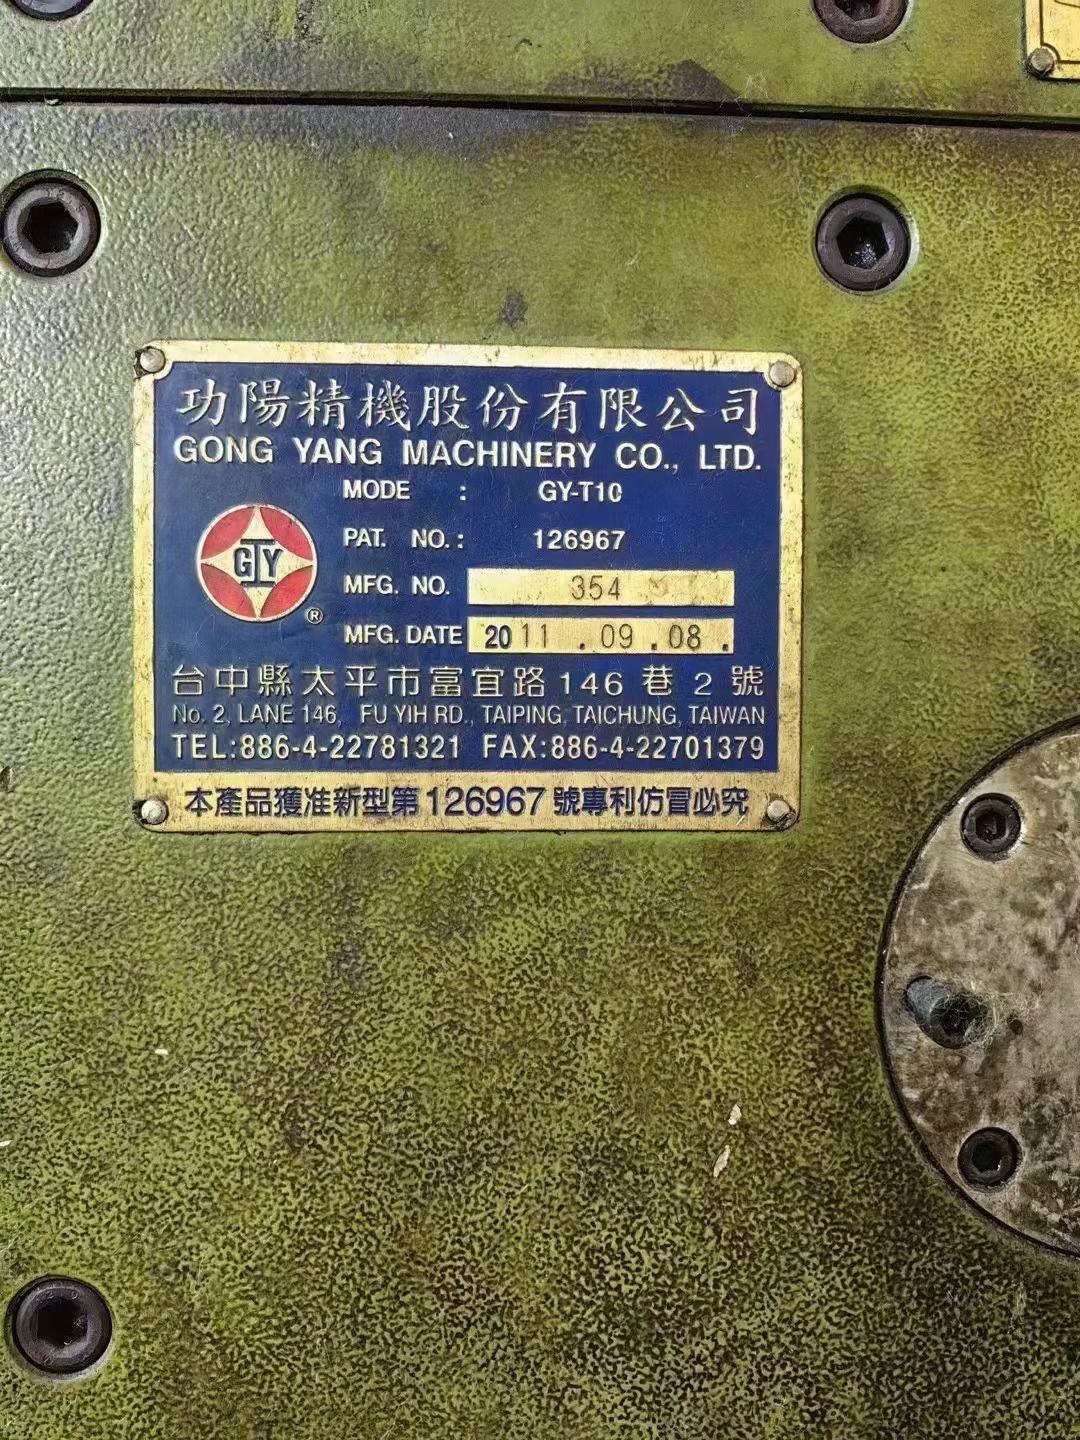 功陽精機股份有限公司
GONG YANG MACHINERY CO., LTD.
MODE : GY-T10
PAT. NO. : 126967
GY
®
MFG. NO. 354
MFG. DATE 2011 . 09 . 08 .
台中縣太平市富宜路146巷2號
No. 2, LANE 146, FU YIH RD., TAIPING, TAICHUNG, TAIWAN
TEL:886-4-22781321 FAX:886-4-22701379
本產品獲准新型第126967號專利仿冒必究